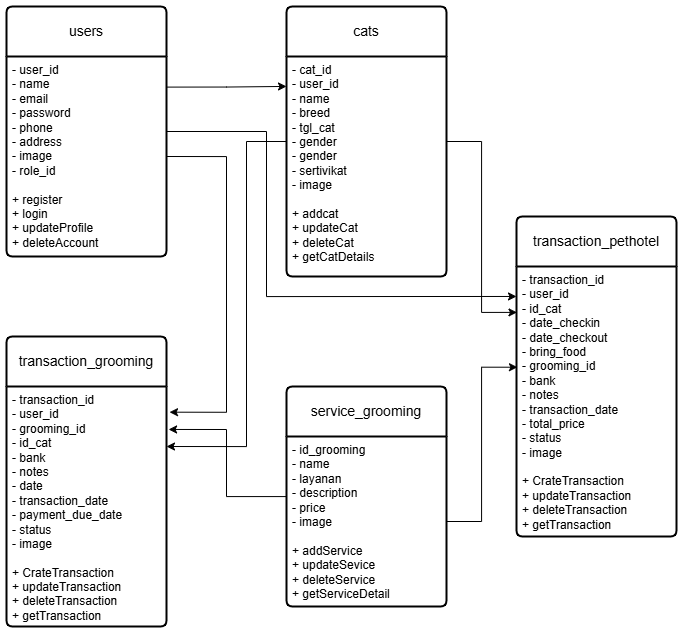 users
- user_id
- name
- email
- password
- phone
- address
- image
- role_id
+ register
+ login
+ updateProfile
+ deleteAccount
cats
- cat_id
- user_id
- name
- breed
- tgl_cat
- gender
- gender
- sertivikat
- image
+ addcat
+ updateCat
+ deleteCat
+ getCatDetails
transaction_pethotel
- transaction_id
- user_id
- id_cat
- date_checkin
- date_checkout
- bring_food
- grooming_id
- bank
- notes
- transaction_date
- total_price
- status
- image
+ CrateTransaction
+ updateTransaction
+ deleteTransaction
+ getTransaction
transaction_grooming
- transaction_id
- user_id
- grooming_id
- id_cat
- bank
- notes
- date
- transaction_date
- payment_due_date
- status
- image
+ CrateTransaction
+ updateTransaction
+ deleteTransaction
+ getTransaction
service_grooming
- id_grooming
- name
- layanan
- description
- price
- image
+ addService
+ updateSevice
+ deleteService
+ getServiceDetail